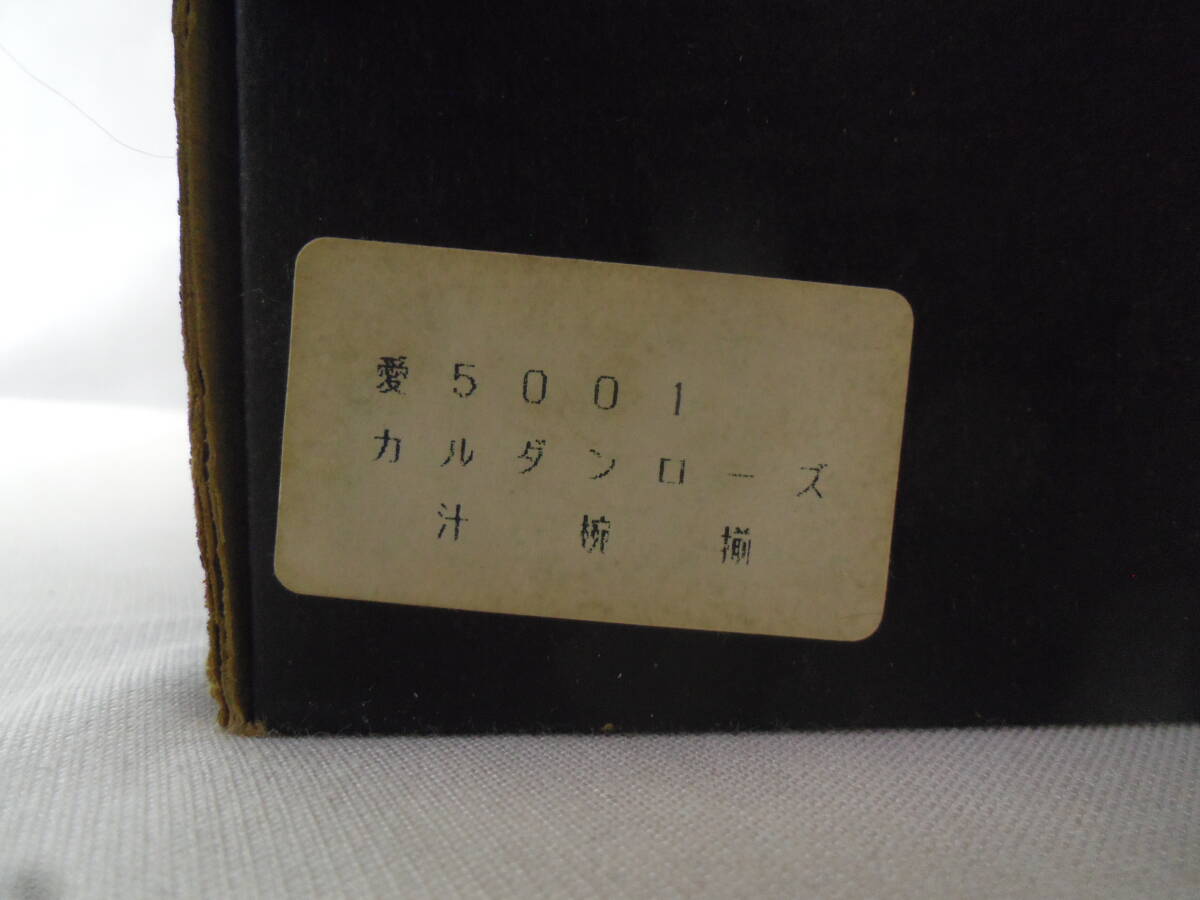 愛5001
カルダンローズ
汁 椀 揃